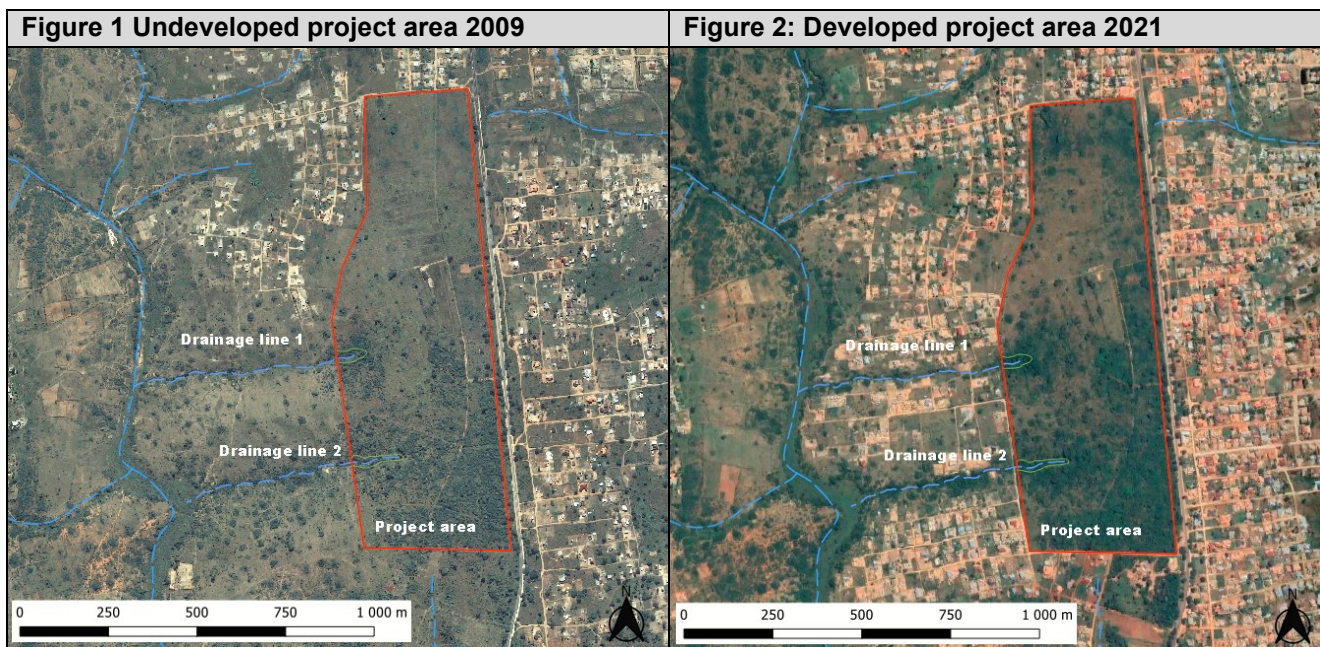 Figure 1 Undeveloped project area 2009
Figure 2: Developed project area 2021
Drainage line 1
Drainage line 2
Project area
0 250 500 750 1 000 m
N
Drainage line 1
Drainage line 2
Project area
0 250 500 750 1 000 m
N